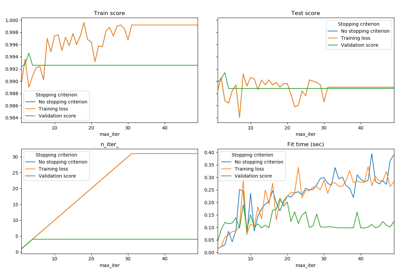 Train score
1.000
0.998
0.996
0.994
0.992
0.990
0.988
0.986
0.984
Stopping criterion
No stopping criterion
Training loss
Validation score
10 20 30 40
max_iter
Test score
Stopping criterion
No stopping criterion
Training loss
Validation score
10 20 30 40
max_iter
n_iter_
30
25
20
15
10
5
Stopping criterion
No stopping criterion
Training loss
Validation score
10 20 30 40
max_iter
Fit time (sec)
0.40
0.35
0.30
0.25
0.20
0.15
0.10
0.05
0.00
Stopping criterion
No stopping criterion
Training loss
Validation score
10 20 30 40
max_iter